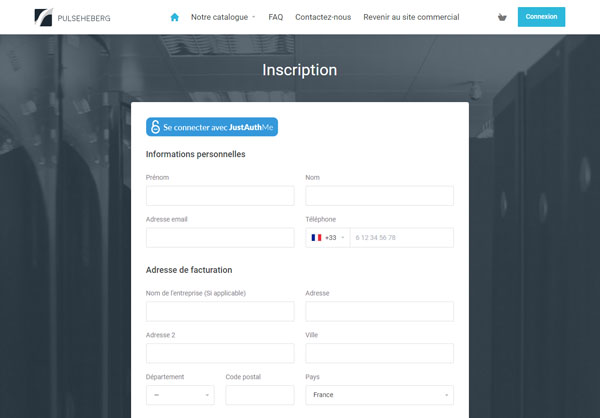 PULSEHEBERG
Notre catalogue FAQ Contactez-nous Revenir au site commercial Connexion
Inscription
Se connecter avec JustAuthMe
Informations personnelles
Prénom Nom
Adresse email Téléphone
+33 6 12 34 56 78
Adresse de facturation
Nom de l'entreprise (Si applicable) Adresse
Adresse 2 Ville
Département Code postal Pays
— France